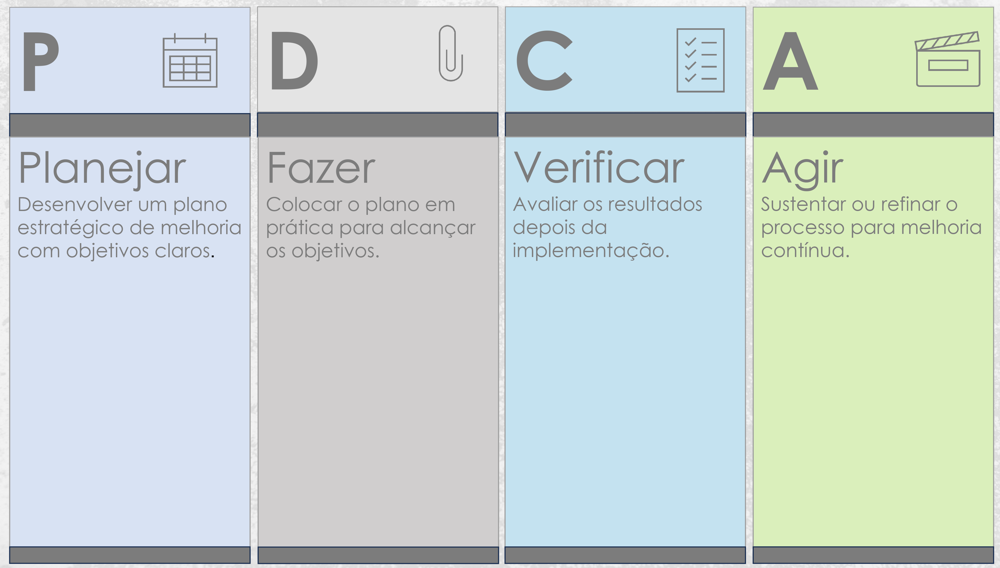 P
D
C
A
Planejar
Desenvolver um plano
estratégico de melhoria
com objetivos claros.
Fazer
Colocar o plano em
prática para alcançar
os objetivos.
Verificar
Avaliar os resultados
depois da
implementação.
Agir
Sustentar ou refinar o
processo para melhoria
contínua.